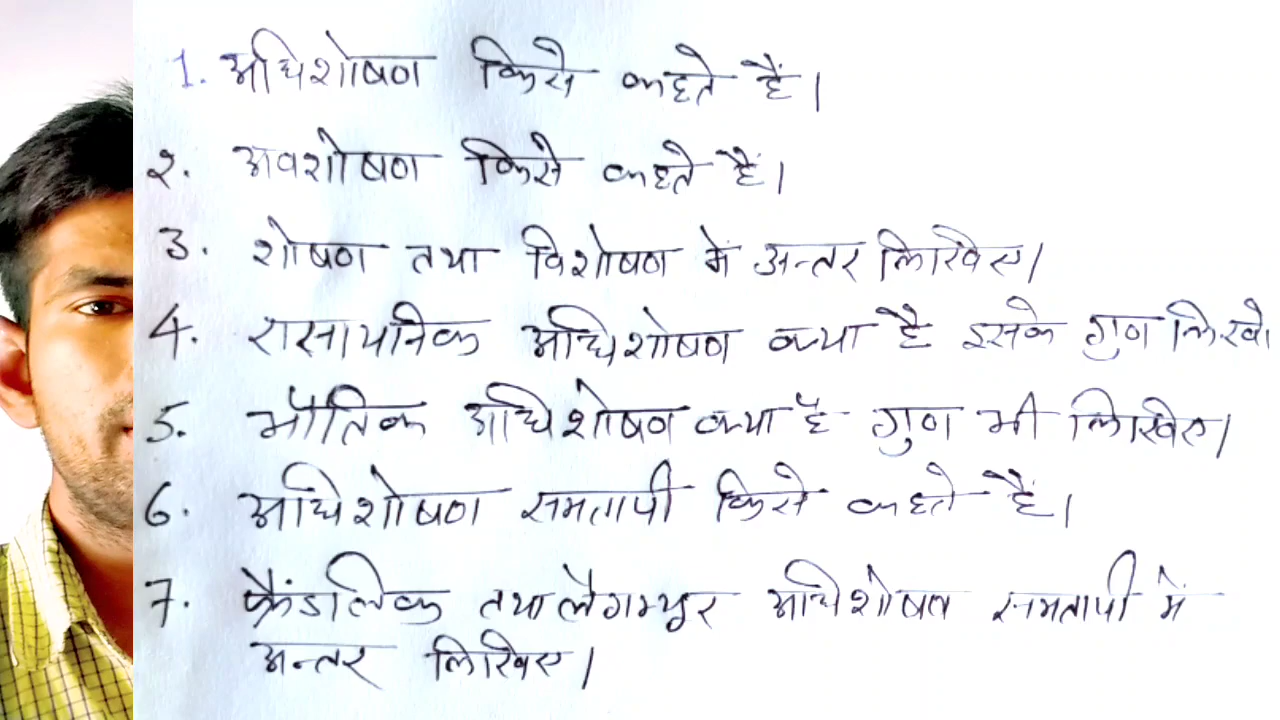 1. अधिशोषण किसे कहते हैं।
2. अवशोषण किसे कहते हैं।
3. शोषण तथा विशोषण में अन्तर लिखिए।
4. रासायनिक अधिशोषण क्या है इसके गुण लिखे
5. भौतिक अधिशोषण क्या है गुण भी लिखिए।
6. अधिशोषण समतापी किसे कहते हैं।
7. फ्रैंडलिक तथा लैगम्यूर अधिशोषण समतापी में
अन्तर लिखिए।